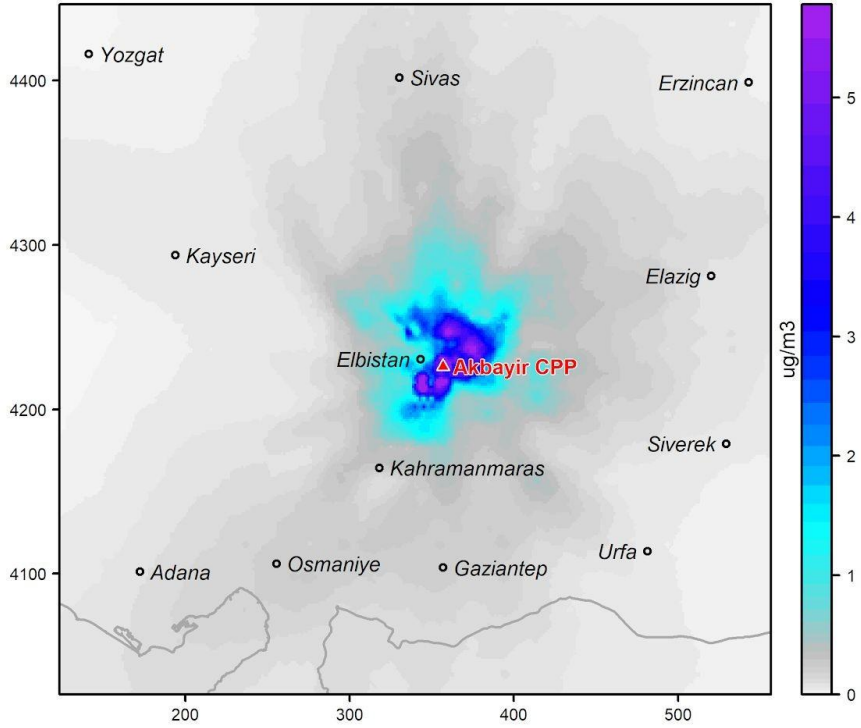 Yozgat
Sivas
Erzincan
Kayseri
Elazig
Elbistan
Akbayir CPP
Siverek
Kahramanmaras
Urfa
Adana
Osmaniye
Gaziantep
4400
4300
4200
4100
200
300
400
500
5
4
3
2
1
0
ug/m3